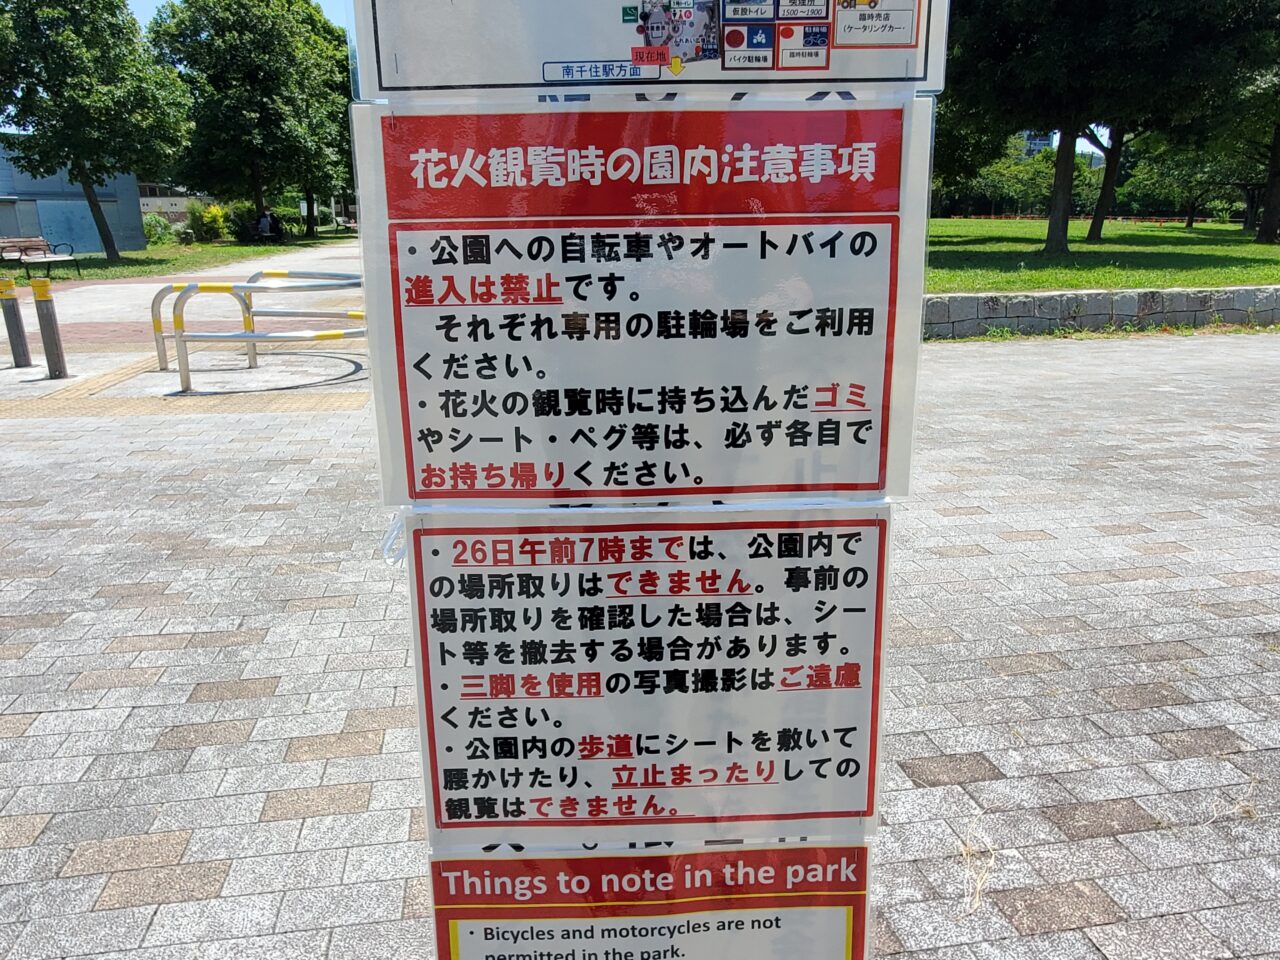 仮設トイレ
喫煙所
1500～1900
臨時売店
(ケータリングカー・
現在地
バイク駐輪場
臨時駐輪場
南千住駅方面
花火観覧時の園内注意事項
・公園への自転車やオートバイの
進入は禁止です。
それぞれ専用の駐輪場をご利用
ください。
・花火の観覧時に持ち込んだゴミ
やシート・ペグ等は、必ず各自で
お持ち帰りください。
・26日午前7時までは、公園内で
の場所取りはできません。事前の
場所取りを確認した場合は、シー
ト等を撤去する場合があります。
・三脚を使用の写真撮影はご遠慮
ください。
・公園内の歩道にシートを敷いて
腰かけたり、立止まったりしての
観覧はできません。
Things to note in the park
・Bicycles and motorcycles are not
permitted in the park.